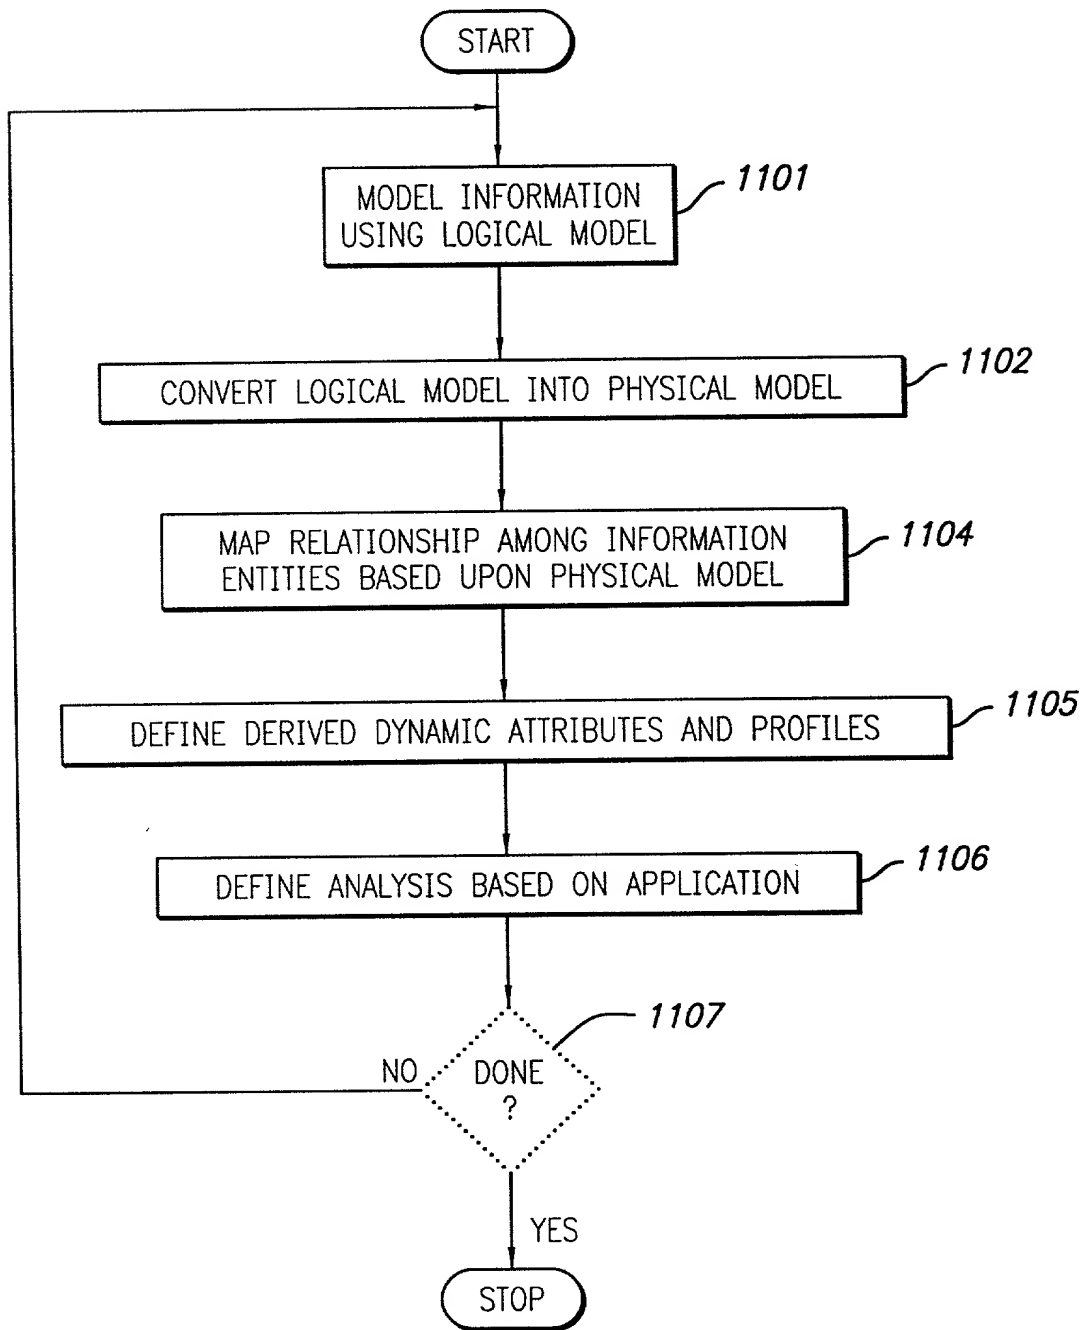 START
MODEL INFORMATION
USING LOGICAL MODEL
1101
CONVERT LOGICAL MODEL INTO PHYSICAL MODEL
1102
MAP RELATIONSHIP AMONG INFORMATION
ENTITIES BASED UPON PHYSICAL MODEL
1104
DEFINE DERIVED DYNAMIC ATTRIBUTES AND PROFILES
1105
DEFINE ANALYSIS BASED ON APPLICATION
1106
1107
NO
DONE
?
YES
STOP